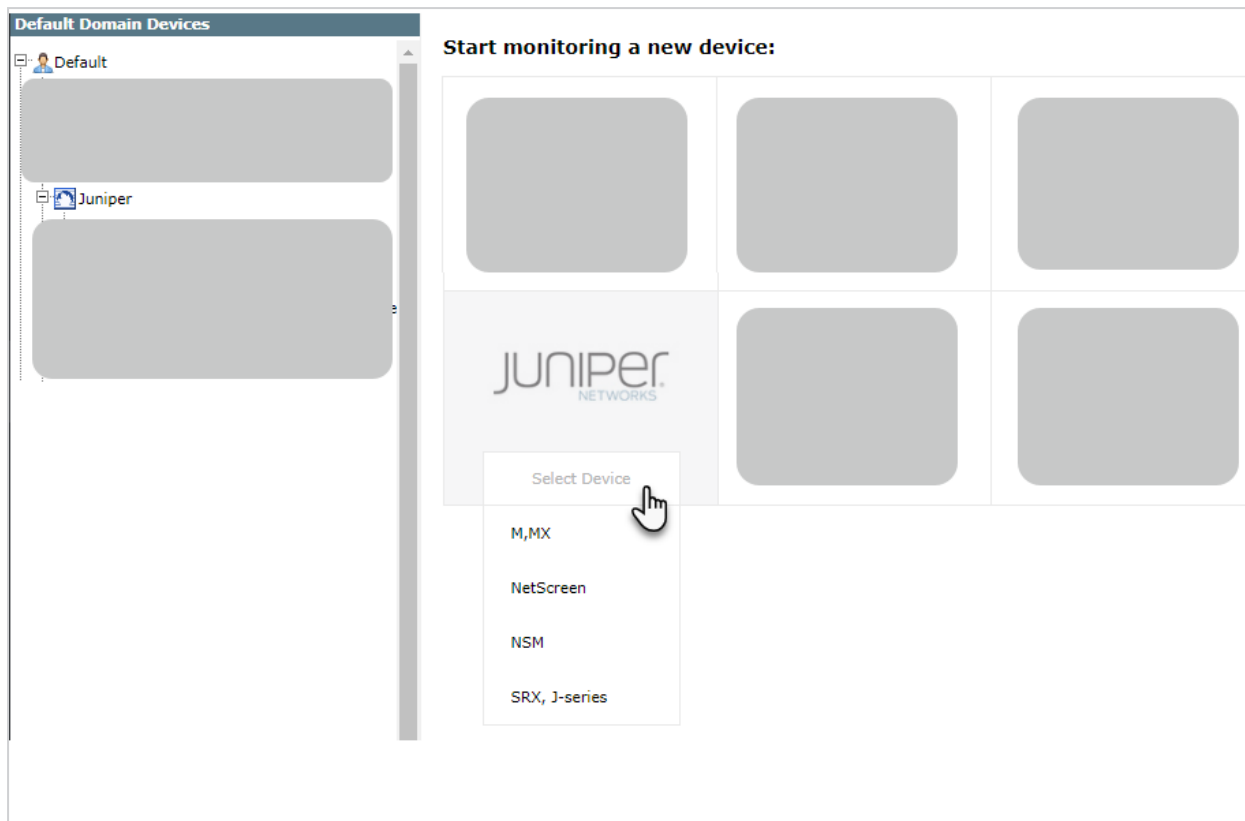 Default Domain Devices
Default
Juniper
e
Start monitoring a new device:
JUNIPER
NETWORKS
Select Device
M,MX
NetScreen
NSM
SRX, J-series